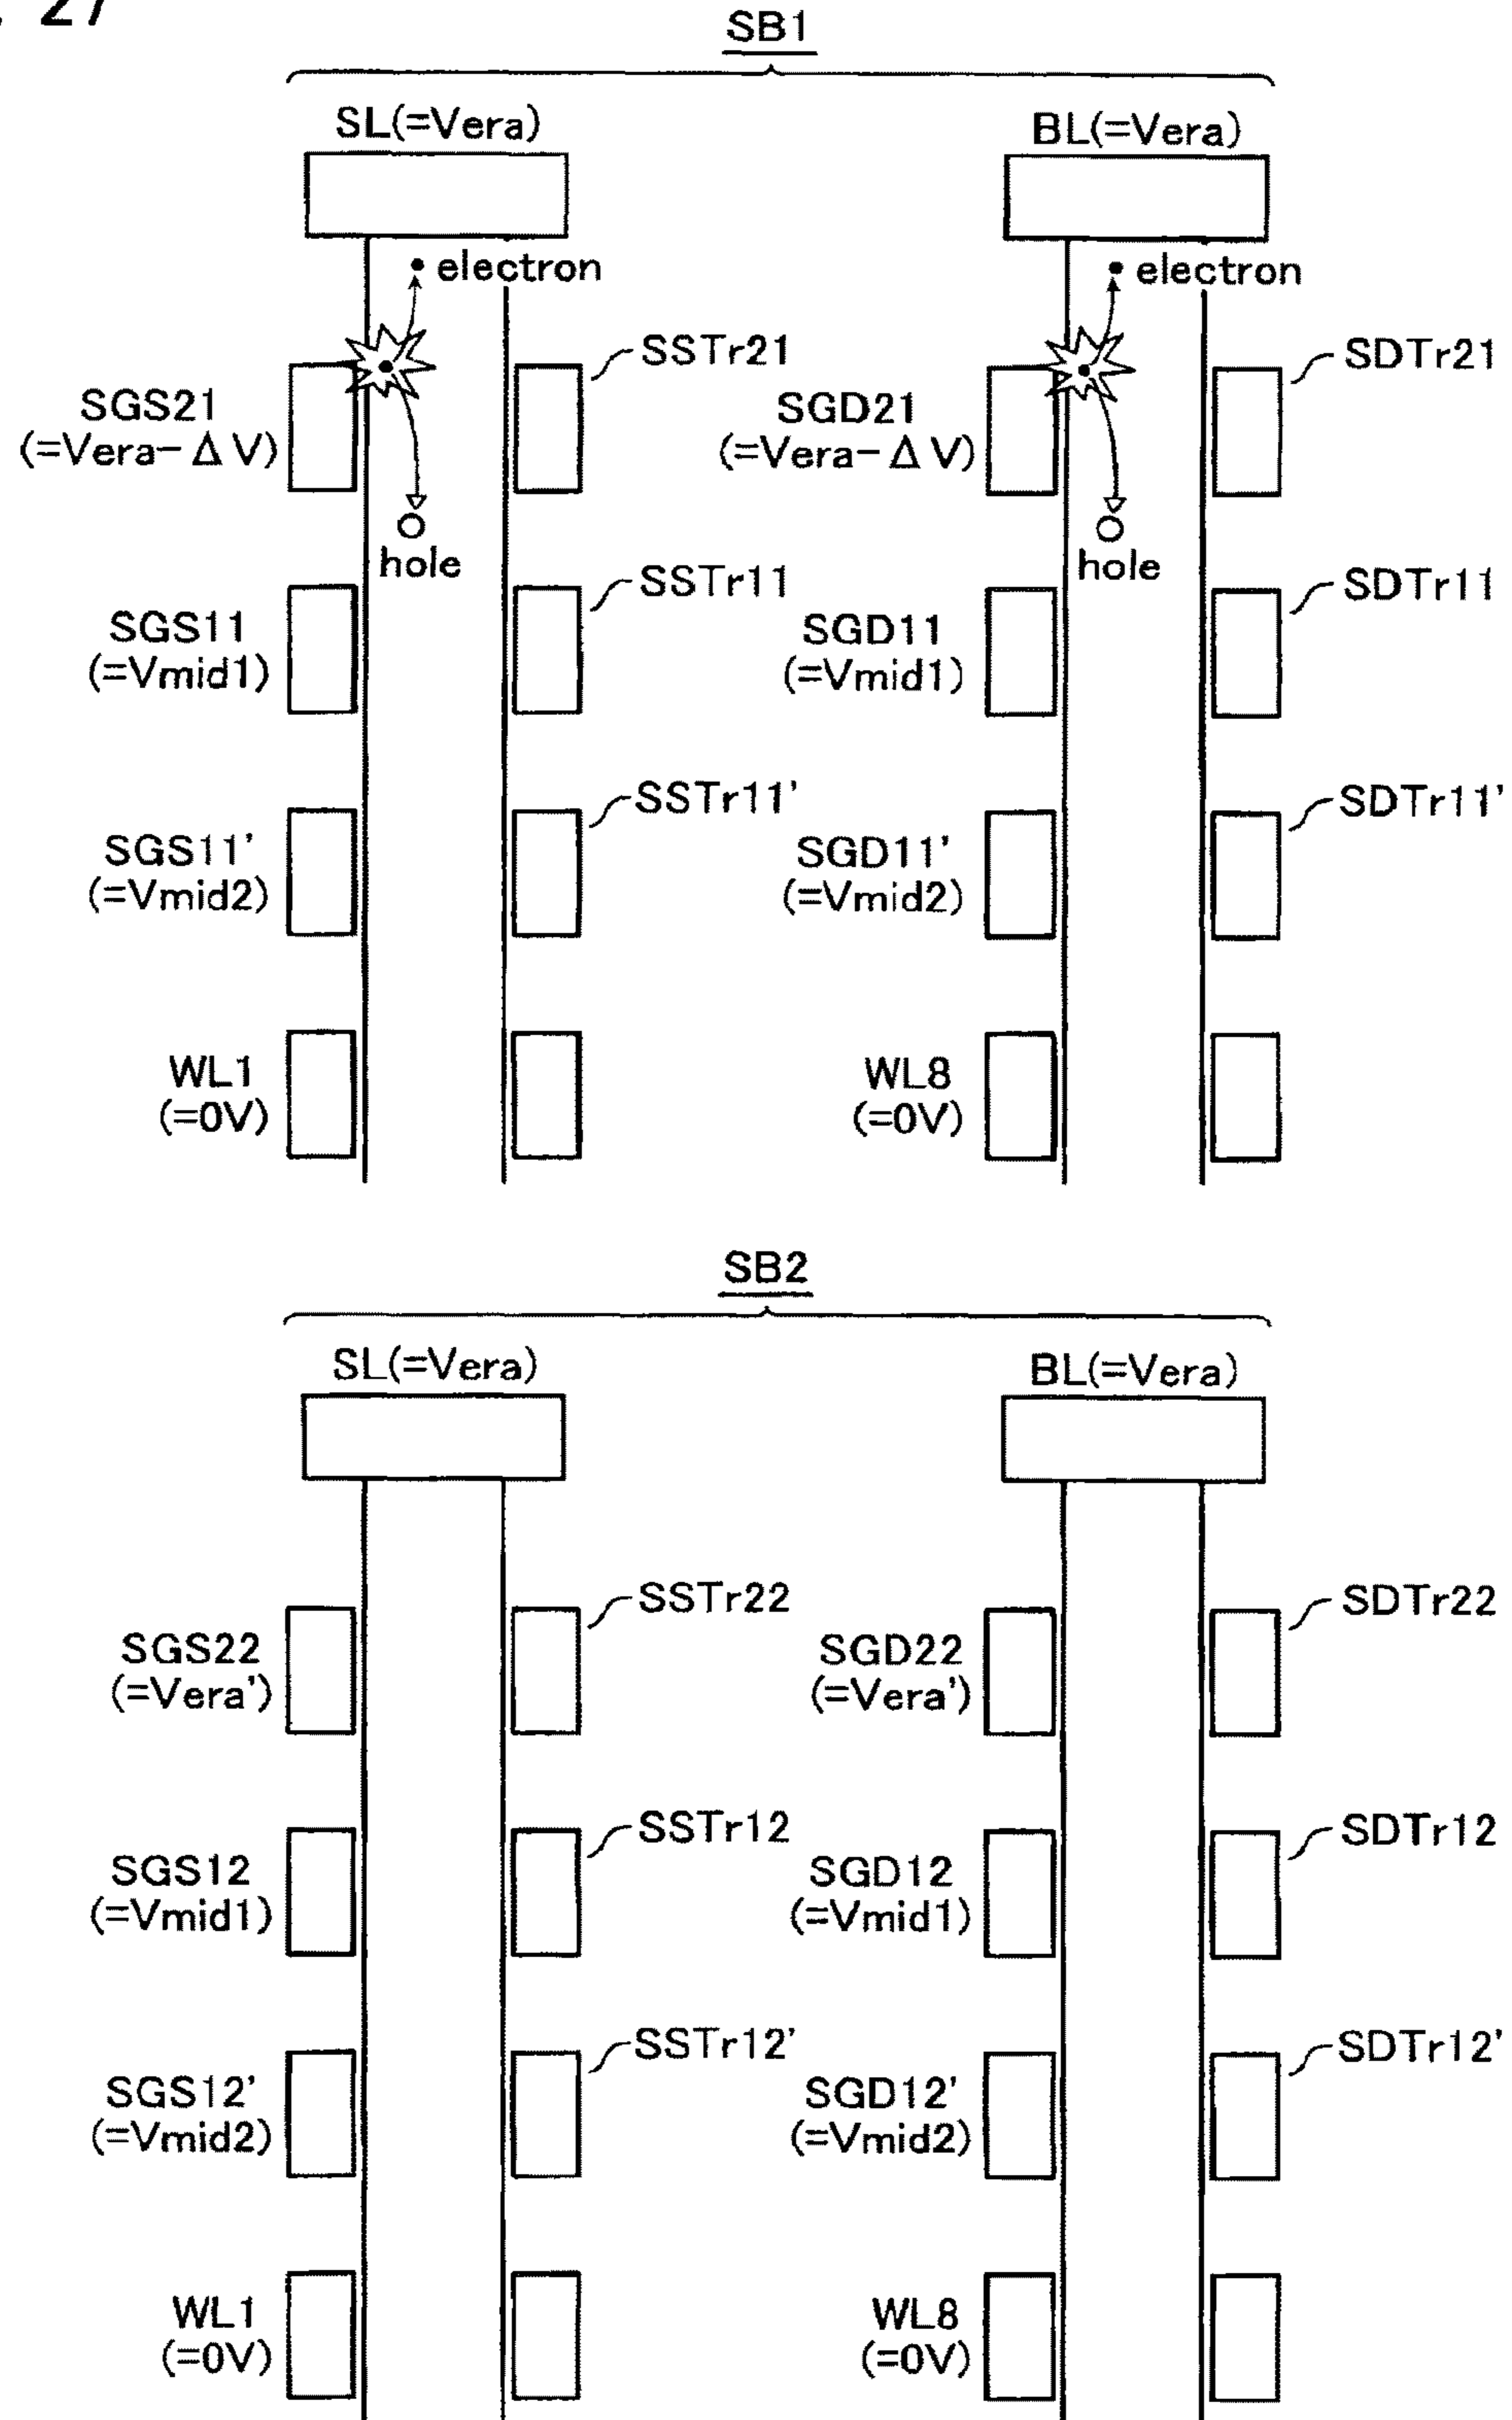 27
SB1
SL(=Vera)
BL(=Vera)
electron
electron
SSTr21
SDTr21
SGS21
(=Vera-ΔV)
SGD21
(=Vera-ΔV)
hole
hole
SSTr11
SDTr11
SGS11
(=Vmid1)
SGD11
(=Vmid1)
SSTr11'
SDTr11'
SGS11'
(=Vmid2)
SGD11'
(=Vmid2)
WL1
(=0V)
WL8
(=0V)
SB2
SL(=Vera)
BL(=Vera)
SSTr22
SDTr22
SGS22
(=Vera')
SGD22
(=Vera')
SSTr12
SDTr12
SGS12
(=Vmid1)
SGD12
(=Vmid1)
SSTr12'
SDTr12'
SGS12'
(=Vmid2)
SGD12'
(=Vmid2)
WL1
(=0V)
WL8
(=0V)